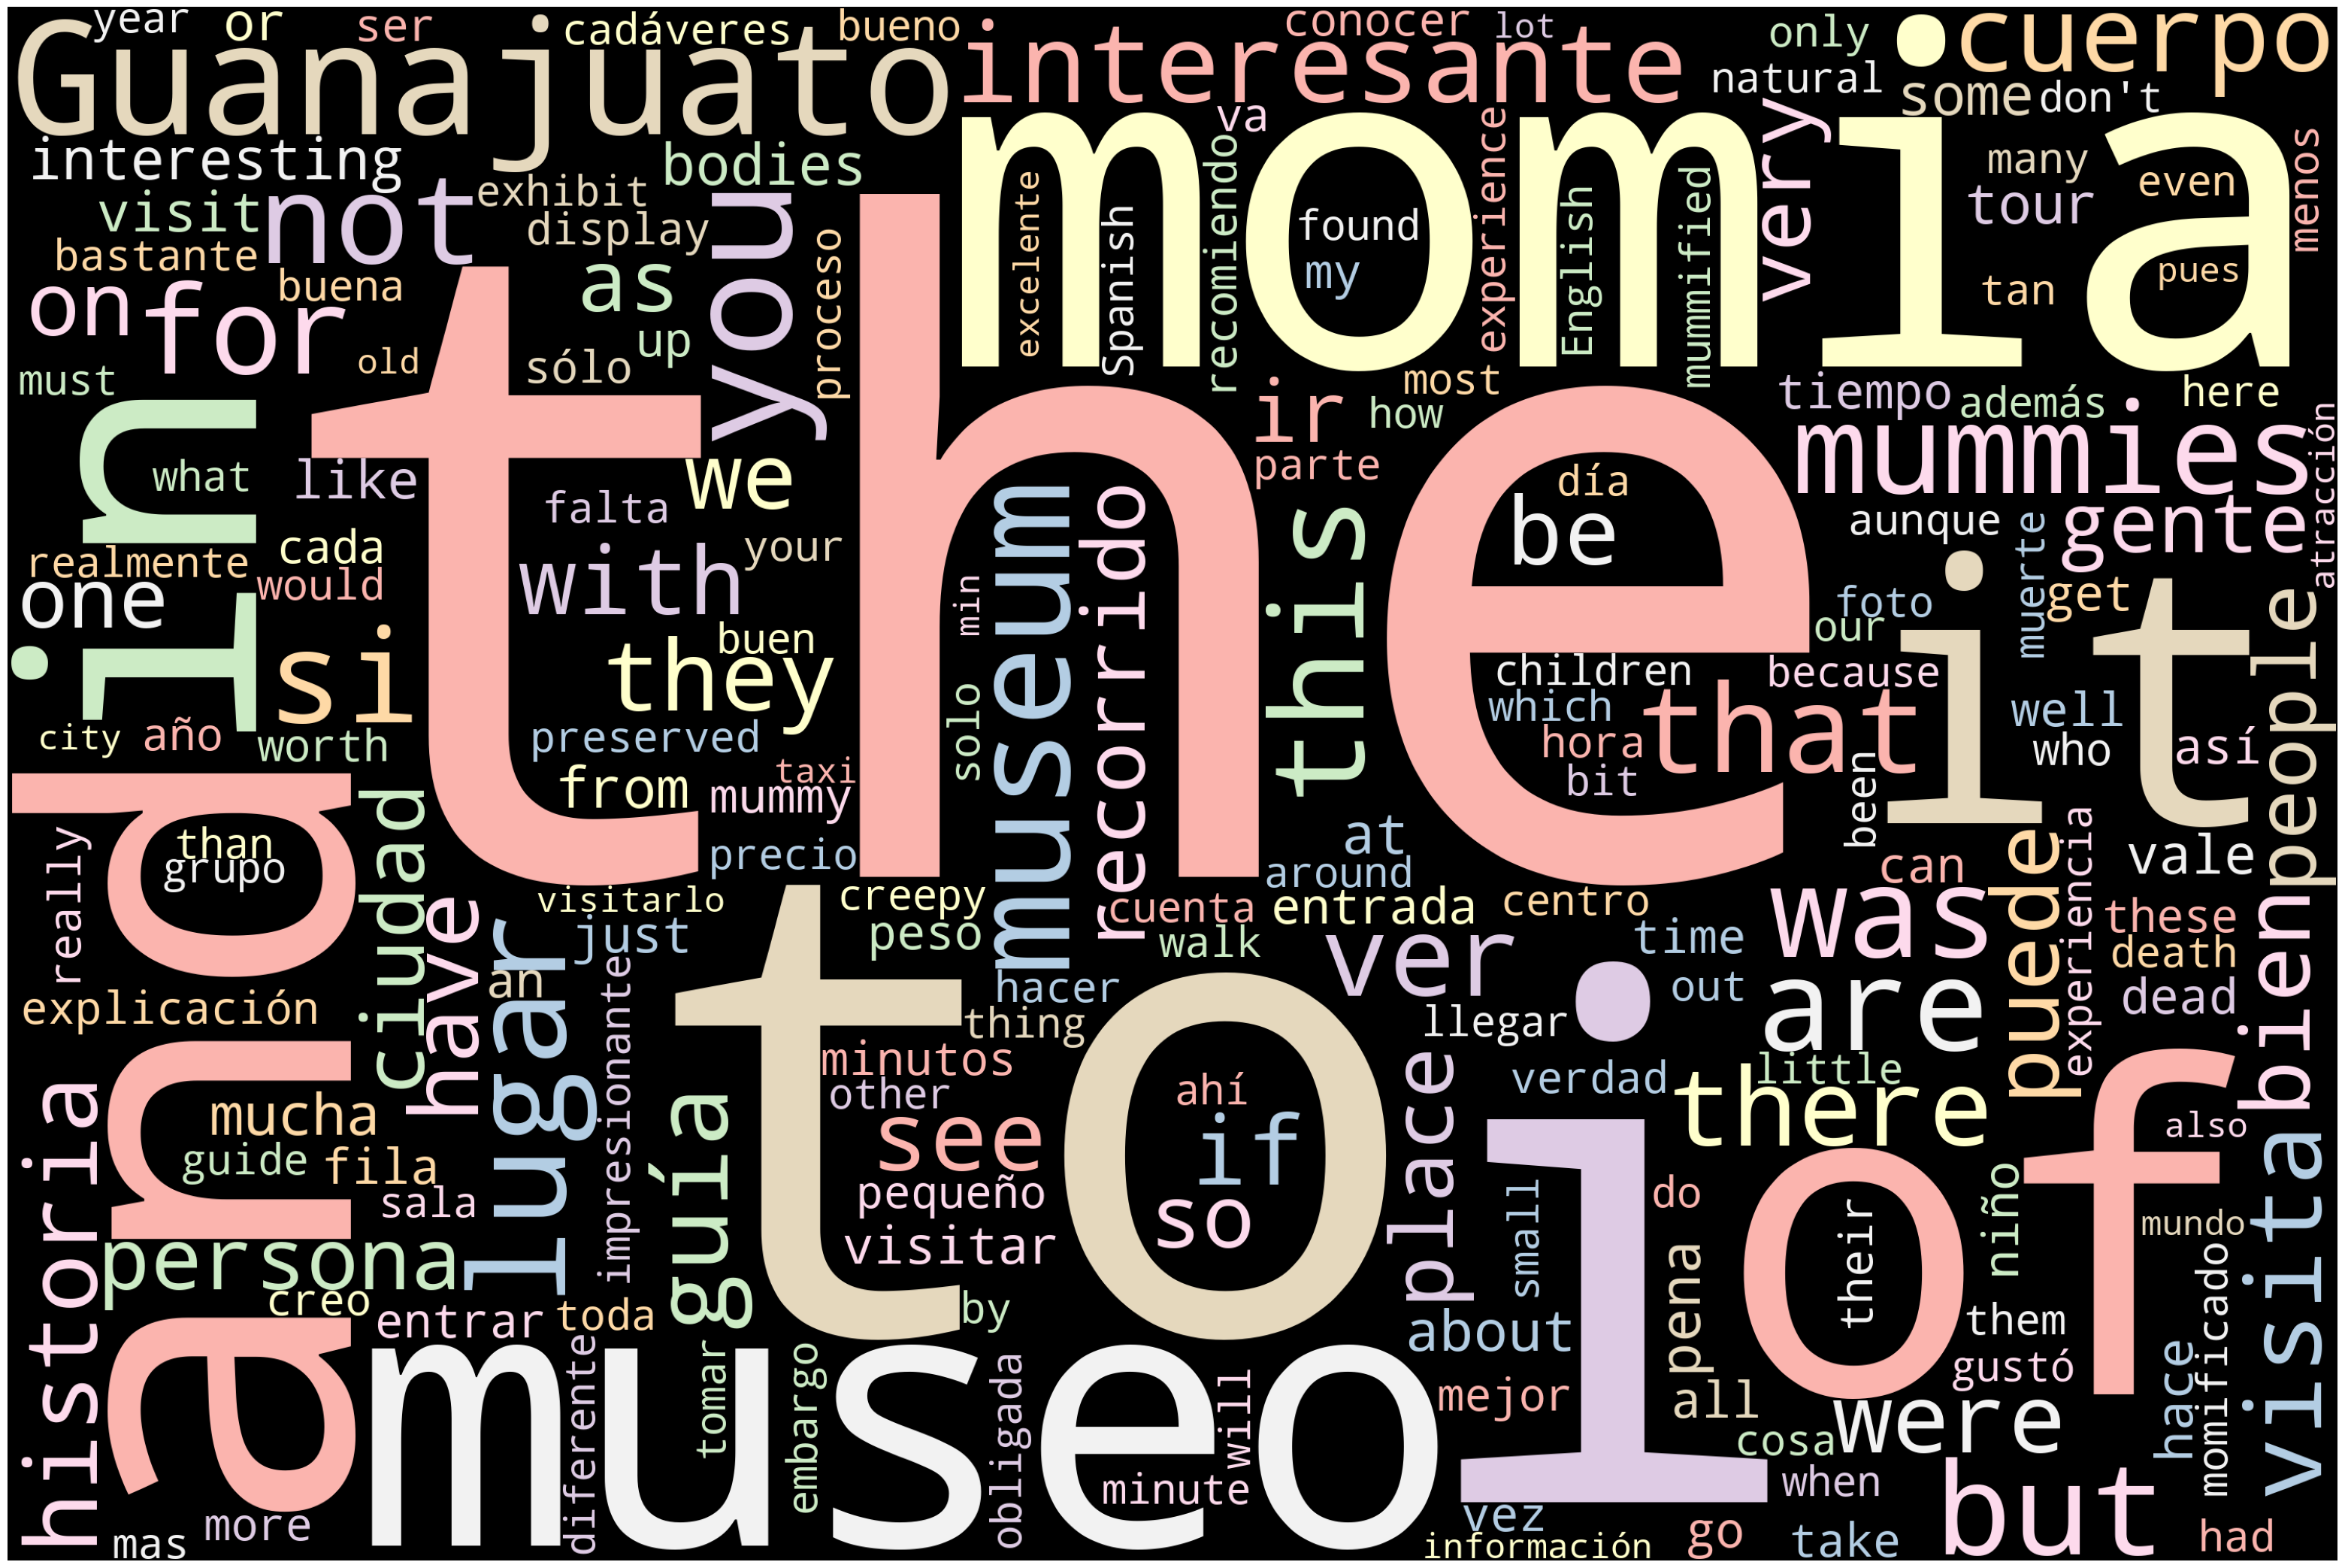 year or ser cadáveres bueno conocer lot only cuerpo
Guanajuato interesante natural some don't
momia
interesting bodies va very many even menos
visit not exhibit display you recomiendo experience tour
bastante buena as proceso excelente Spanish found my English mummified tan pues
on for up
must old sólo
the
in what like we ir most how parte tiempo además here
mummies atracción
falta your with museum recorrido this be día aunque muerte gente
realmente cada would
one si they buen min foto get our it people
city año worth preserved solo children because which that hora bit well who así
from taxi mummy been
and than grupo really ciudad have precio at around can puede experiencia vale bien
visitarlo creepy cuenta entrada centro was these
lugar just peso walk ver time death
explicación an impresionante hacer out are dead
to thing llegar
historia mucha guía minutos other ahí place i verdad little there of also
guide fila see if
sala pequeño so small do their niño mundo
persona visitar pena momificado visita
creo entrar toda by about them
museo diferente tomar embargo obligada will mejor all gustó hace
minute cosa were
mas more vez when but
información go take had